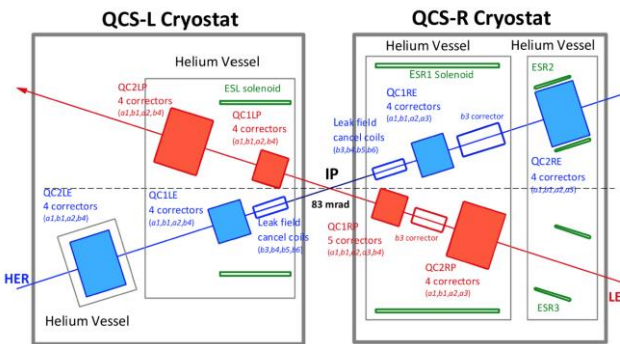 QCS-L Cryostat
Helium Vessel
QC2LP
4 correctors
(a1,b1,a2,b4)
ESL solenoid
QC1LP
4 correctors
(a1,b1,a2,b4)
QC2LE
4 correctors
(a1,b1,a2,b4)
QC1LE
4 correctors
(a1,b1,a2,b4)
Leak field
cancel coils
(b3,b4,b5,b6)
HER
Helium Vessel
IP
83 mrad
QCS-R Cryostat
Helium Vessel
ESR1 Solenoid
QC1RE
4 correctors
(a1,b1,a2,a3)
Leak field
cancel coils
(b3,b4,b5,b6)
b3 corrector
Helium Vessel
ESR2
QC2RE
4 correctors
(a1,b1,a2,a3)
QC1RP
5 correctors
(a1,b1,a2,a3,b4)
b3 corrector
QC2RP
4 correctors
(a1,b1,a2,a3)
ESR3
LE